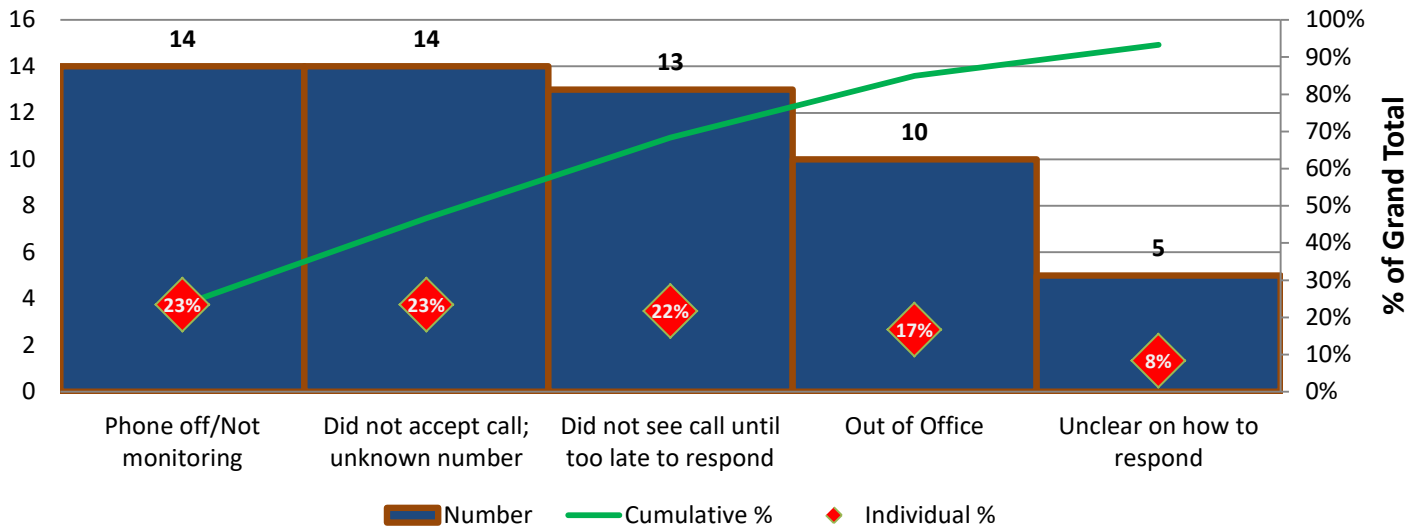 16
14
12
10
8
6
4
2
0
14
14
13
10
5
23%
23%
22%
17%
8%
100%
90%
80%
70%
60%
50%
40%
30%
20%
10%
0%
% of Grand Total
Phone off/Not
monitoring
Did not accept call;
unknown number
Did not see call until
too late to respond
Out of Office
Unclear on how to
respond
Number
Cumulative %
Individual %